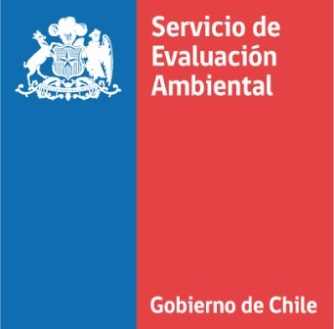 Servicio de
Evaluación
Ambiental
Gobierno de Chile